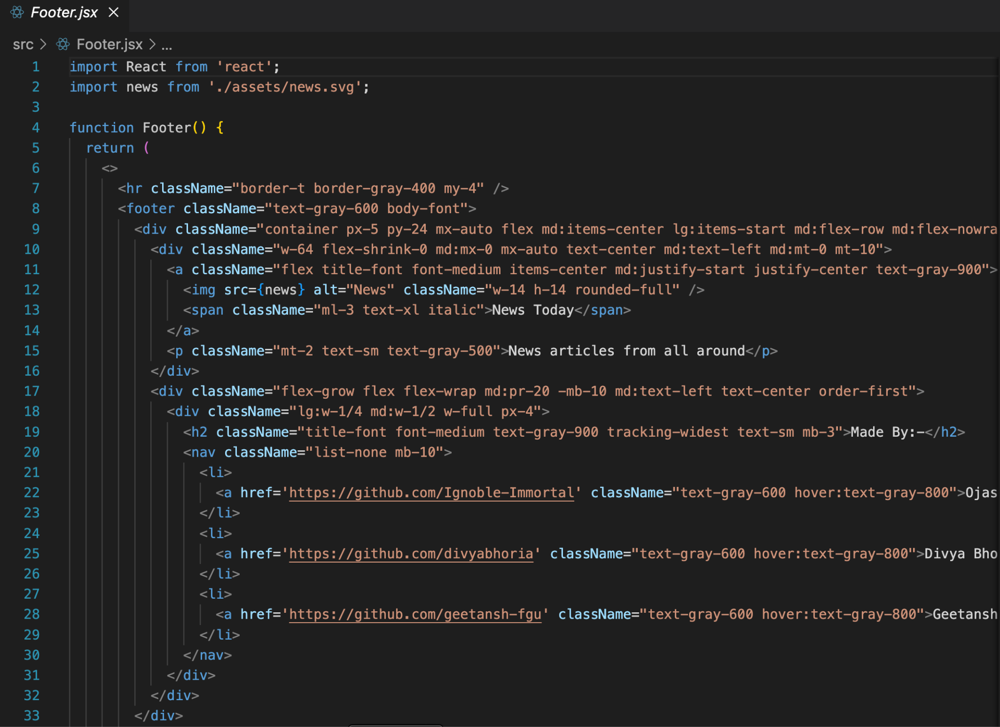 Footer.jsx
src > Footer.jsx > ...
1 import React from 'react';
2 import news from './assets/news.svg';
3
4 function Footer() {
5 return (
6 <>
7 <hr className="border-t border-gray-400 my-4" />
8 <footer className="text-gray-600 body-font">
9 <div className="container px-5 py-24 mx-auto flex md:items-center lg:items-start md:flex-row md:flex-nowra
10 <div className="w-64 flex-shrink-0 md:mx-0 mx-auto text-center md:text-left md:mt-0 mt-10">
11 <a className="flex title-font font-medium items-center md:justify-start justify-center text-gray-900">
12 <img src={news} alt="News" className="w-14 h-14 rounded-full" />
13 <span className="ml-3 text-xl italic">News Today</span>
14 </a>
15 <p className="mt-2 text-sm text-gray-500">News articles from all around</p>
16 </div>
17 <div className="flex-grow flex flex-wrap md:pr-20 -mb-10 md:text-left text-center order-first">
18 <div className="lg:w-1/4 md:w-1/2 w-full px-4">
19 <h2 className="title-font font-medium text-gray-900 tracking-widest text-sm mb-3">Made By:-</h2>
20 <nav className="list-none mb-10">
21 <li>
22 <a href='https://github.com/Ignoble-Immortal' className="text-gray-600 hover:text-gray-800">Ojas
23 </li>
24 <li>
25 <a href='https://github.com/divyabhoria' className="text-gray-600 hover:text-gray-800">Divya Bho
26 </li>
27 <li>
28 <a href='https://github.com/geetansh-fgu' className="text-gray-600 hover:text-gray-800">Geetansh
29 </li>
30 </nav>
31 </div>
32 </div>
33 </div>